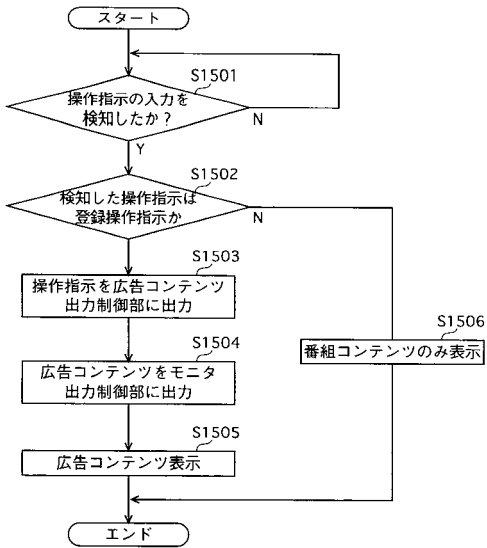 スタート
S1501
操作指示の入力を
検知したか?
N
Y
S1502
検知した操作指示は
登録操作指示か
N
S1503
操作指示を広告コンテンツ
出力制御部に出力
S1504
広告コンテンツをモニタ
出力制御部に出力
S1506
番組コンテンツのみ表示
S1505
広告コンテンツ表示
エンド